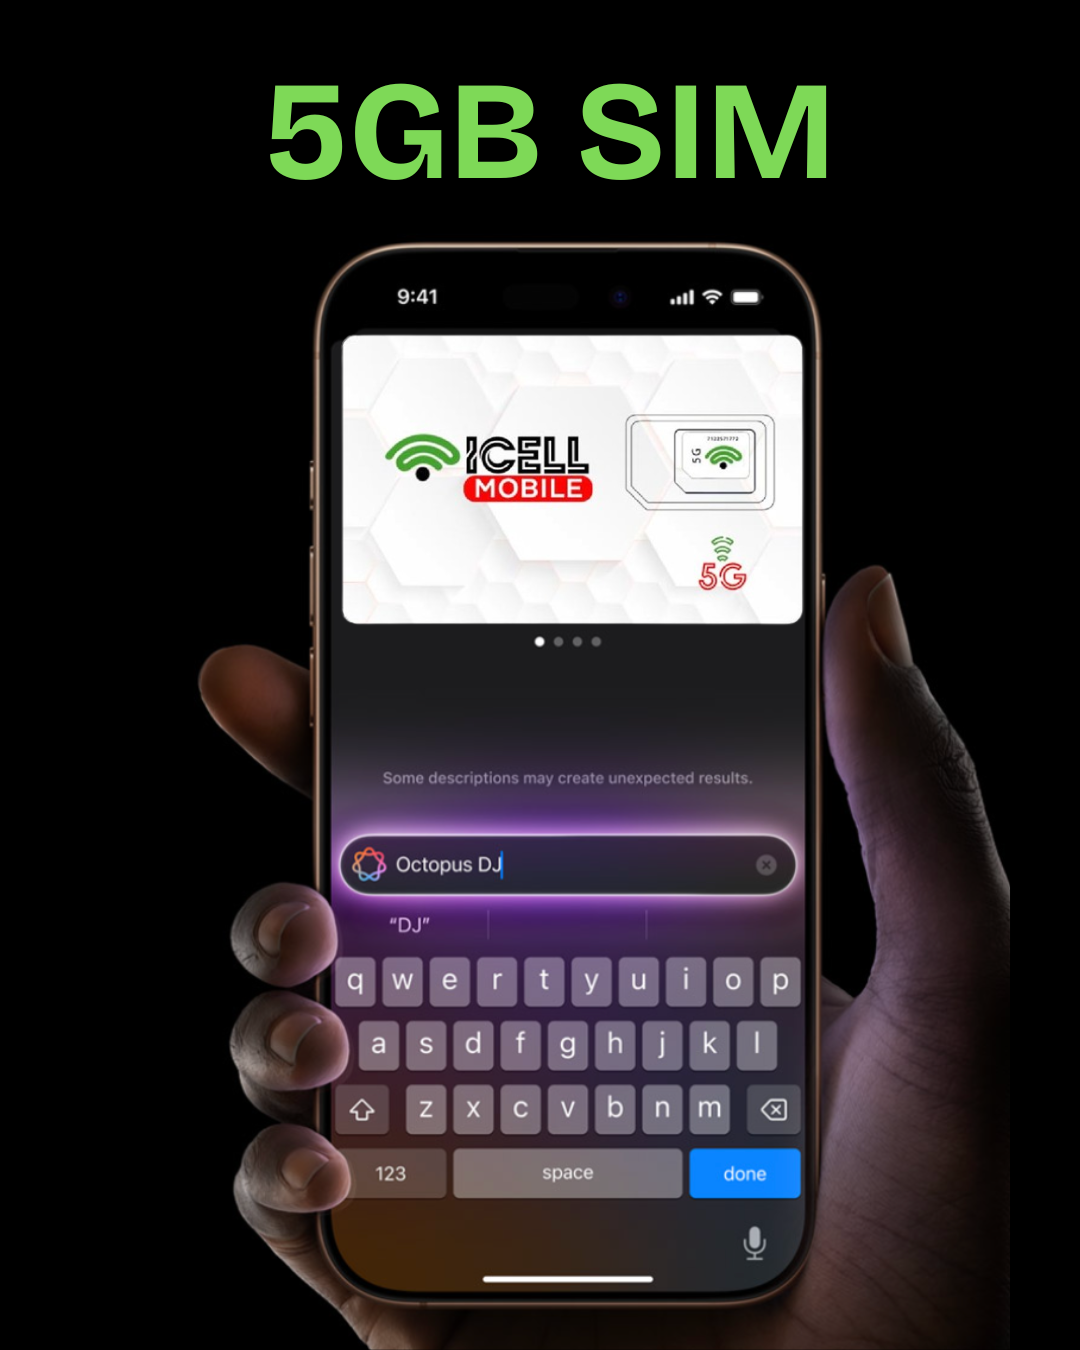 5GB SIM
9:41
ICELL
MOBILE
5G
5G
Some descriptions may create unexpected results.
Octopus DJ
“DJ”
q w e r t y u i o p
a s d f g h j k l
z x c v b n m
123 space done